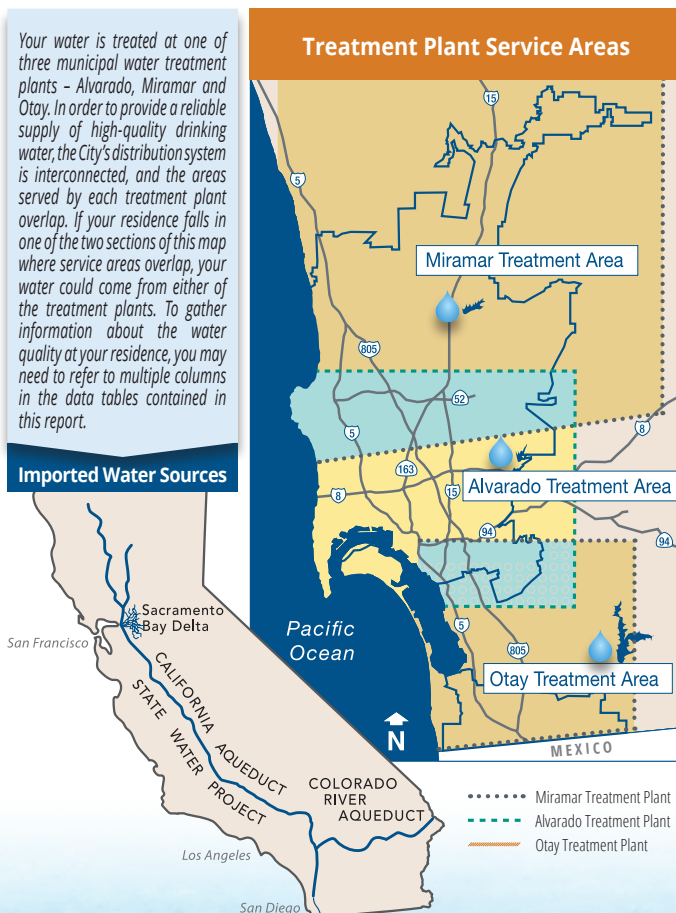 Your water is treated at one of
three municipal water treatment
plants – Alvarado, Miramar and
Otay. In order to provide a reliable
supply of high-quality drinking
water, the City's distribution system
is interconnected, and the areas
served by each treatment plant
overlap. If your residence falls in
one of the two sections of this map
where service areas overlap, your
water could come from either of
the treatment plants. To gather
information about the water
quality at your residence, you may
need to refer to multiple columns
in the data tables contained in
this report.
Imported Water Sources
Sacramento
Bay Delta
San Francisco
CALIFORNIA AQUEDUCT
STATE WATER PROJECT
COLORADO
RIVER
AQUEDUCT
Los Angeles
San Diego
Treatment Plant Service Areas
15
5
Miramar Treatment Area
805
52
5
8
163
Alvarado Treatment Area
8
15
94
94
Pacific
Ocean
5
805
Otay Treatment Area
N
MEXICO
Miramar Treatment Plant
Alvarado Treatment Plant
Otay Treatment Plant